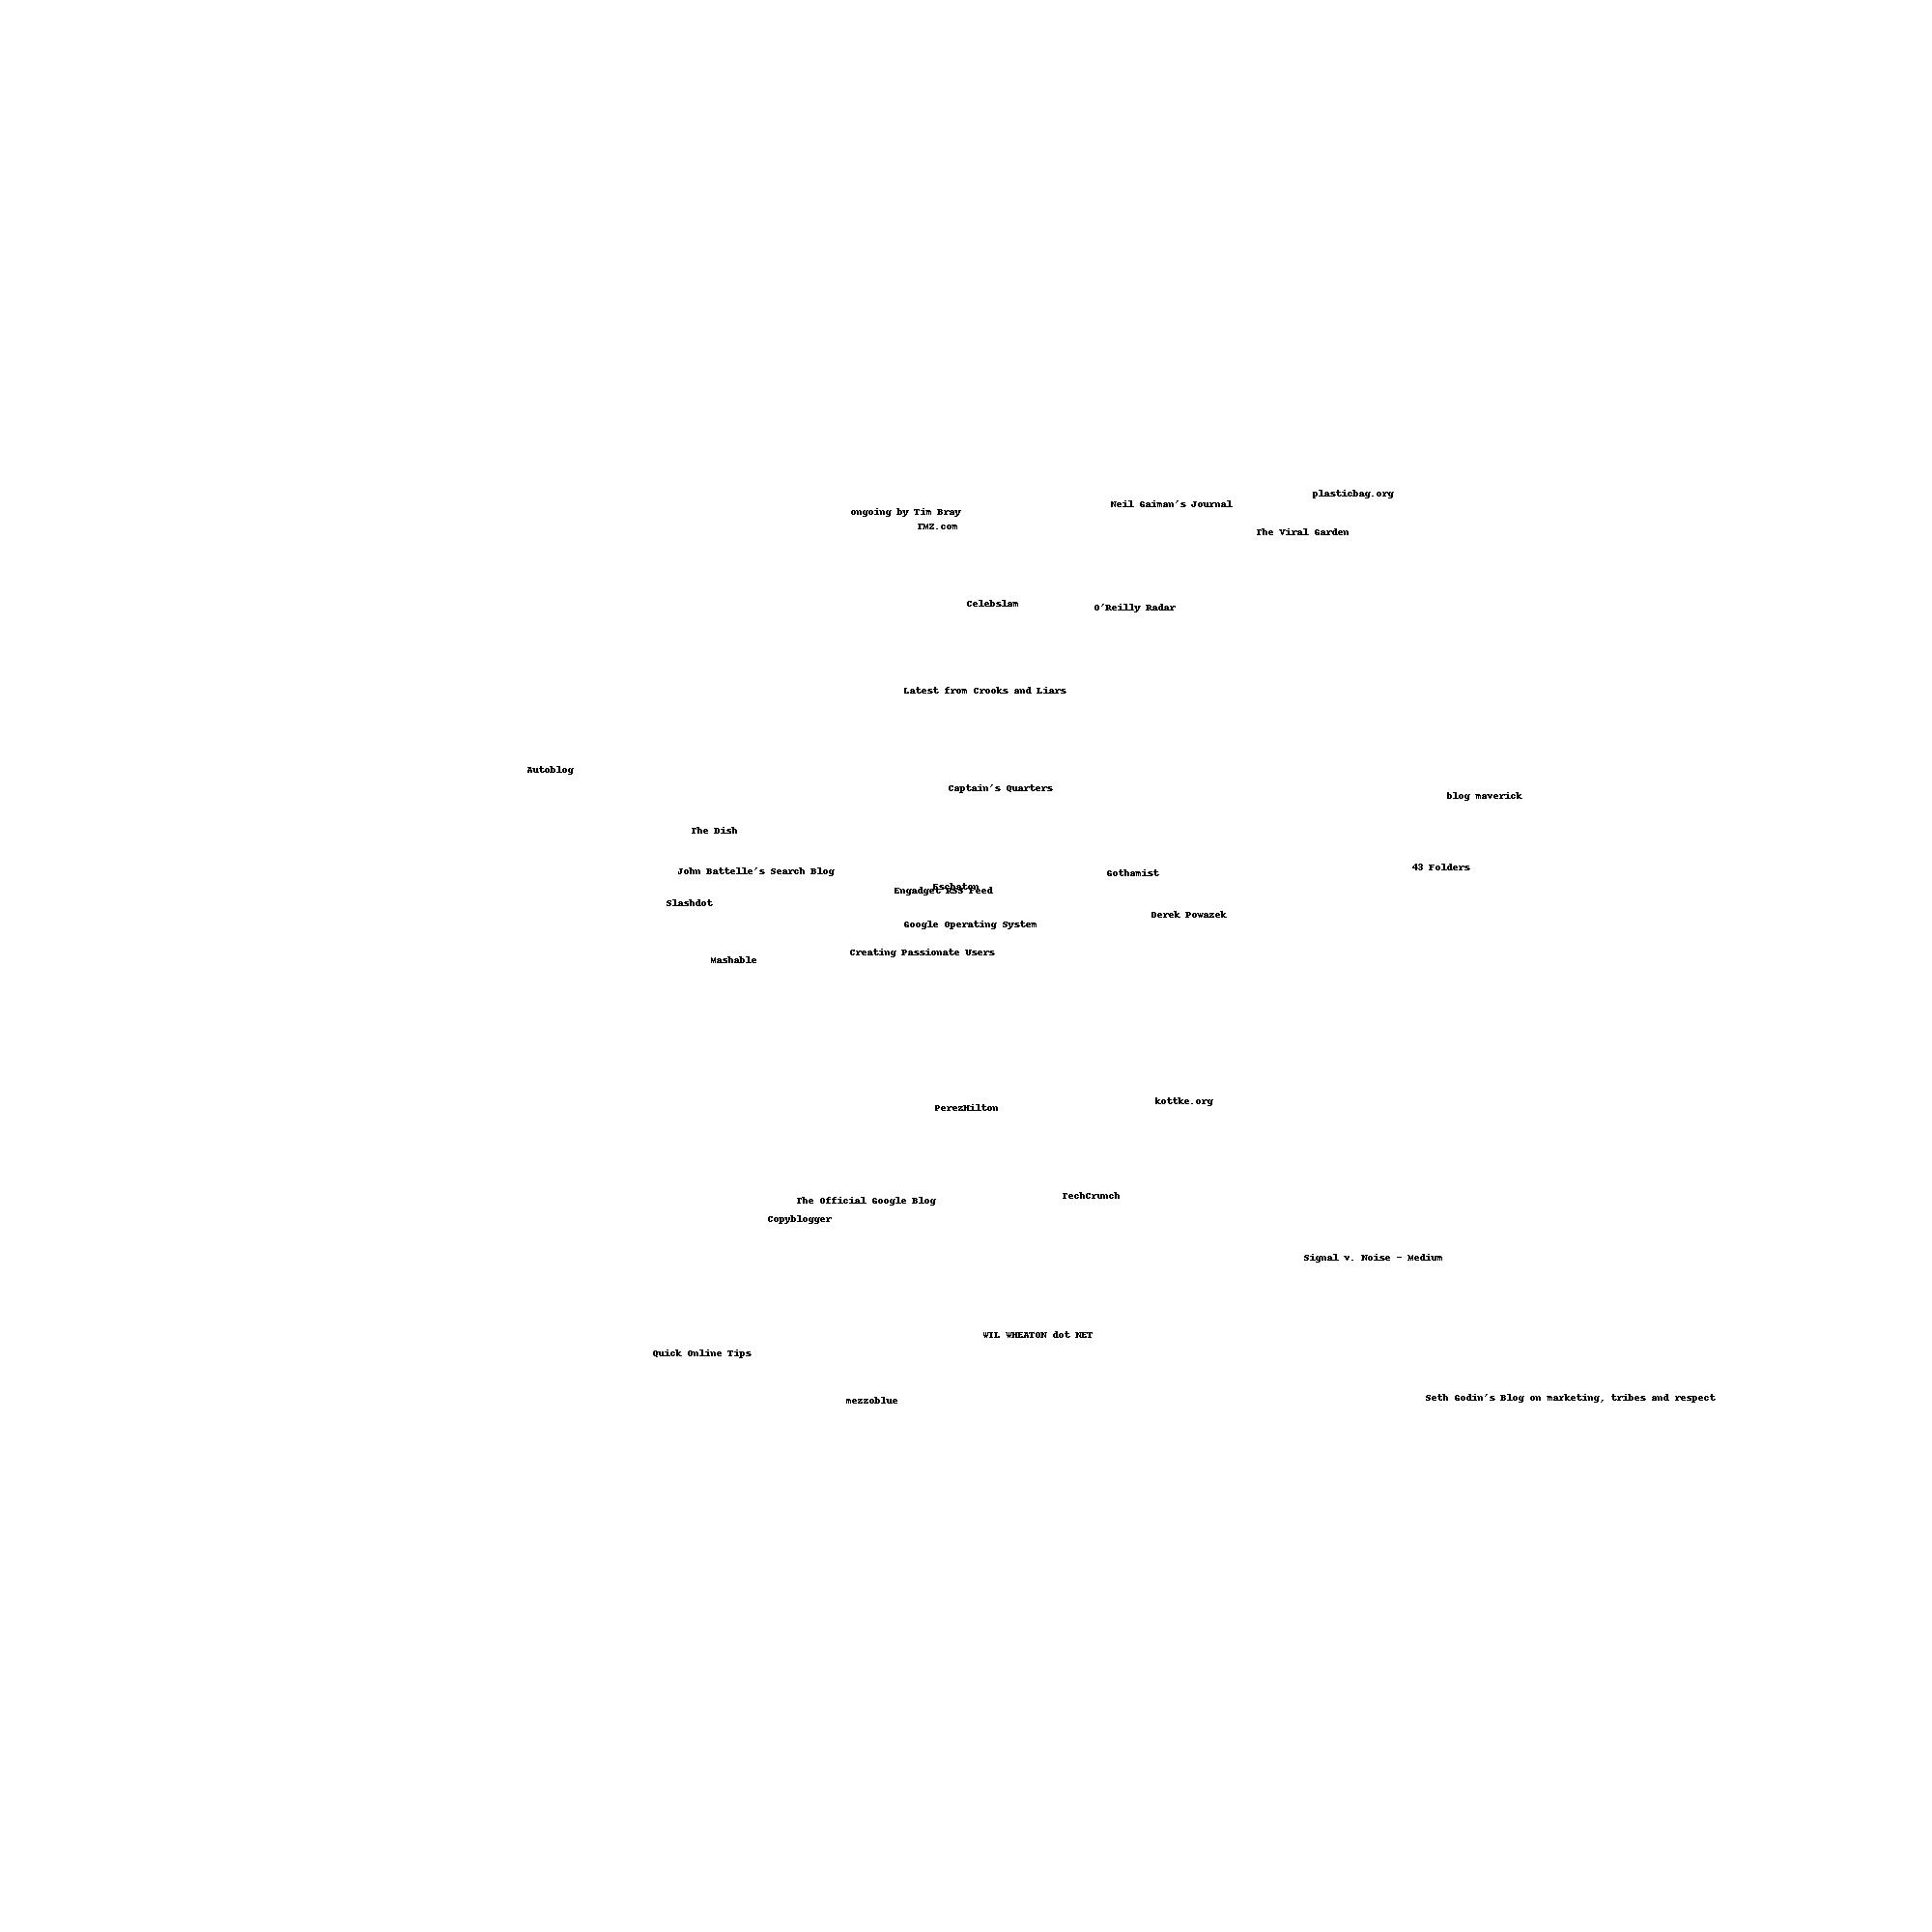 plasticbag.org
Neil Gaiman's Journal
ongoing by Tim Bray
TMZ.com
The Viral Garden
Celebslam
O'Reilly Radar
Latest from Crooks and Liars
Autoblog
Captain's Quarters
blog maverick
The Dish
43 Folders
John Battelle's Search Blog
Gothamist
Eschaton
Engadget RSS Feed
Slashdot
Derek Powazek
Google Operating System
Creating Passionate Users
Mashable
kottke.org
PerezHilton
TechCrunch
The Official Google Blog
Copyblogger
Signal v. Noise - Medium
WIL WHEATON dot NET
Quick Online Tips
Seth Godin's Blog on marketing, tribes and respect
mezzoblue